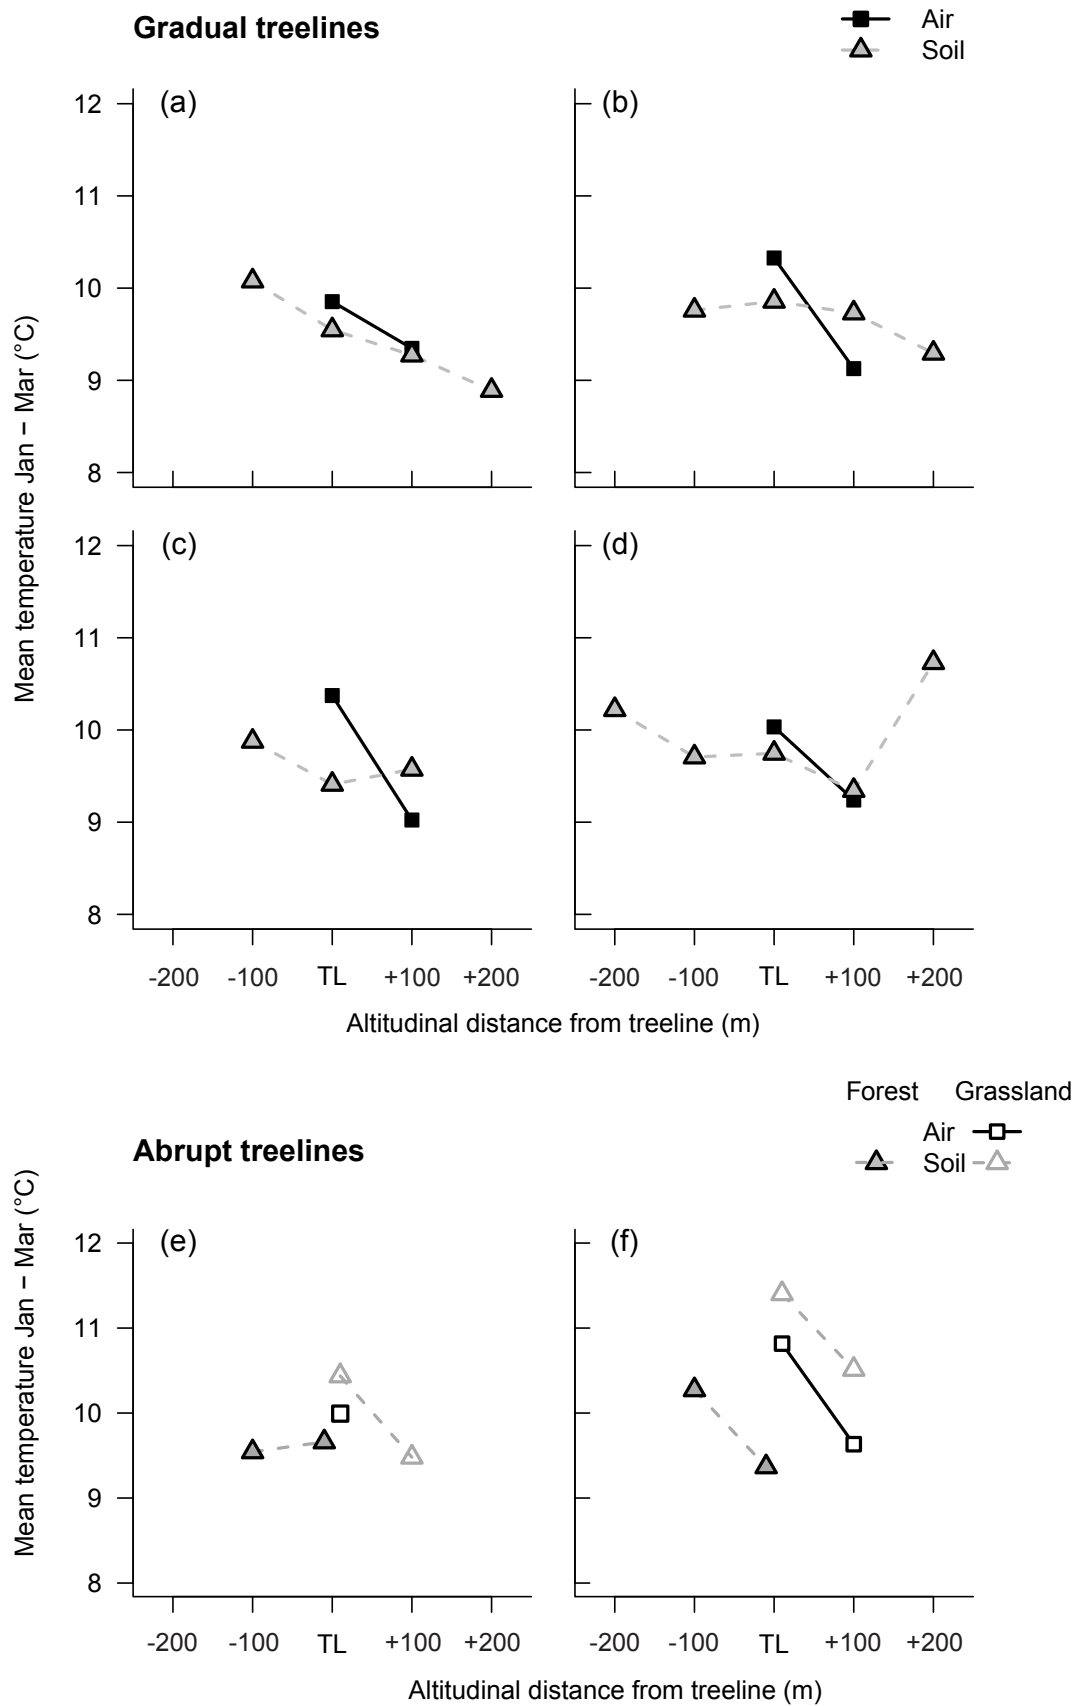 Gradual treelines
Air
Soil
Mean temperature Jan − Mar (°C)
(a)
12
11
10
9
8
(b)
(c)
12
11
10
9
8
(d)
-200 -100 TL +100 +200
-200 -100 TL +100 +200
Altitudinal distance from treeline (m)
Forest Grassland
Air
Soil
Abrupt treelines
Mean temperature Jan − Mar (°C)
(e)
12
11
10
9
8
(f)
-200 -100 TL +100 +200
-200 -100 TL +100 +200
Altitudinal distance from treeline (m)